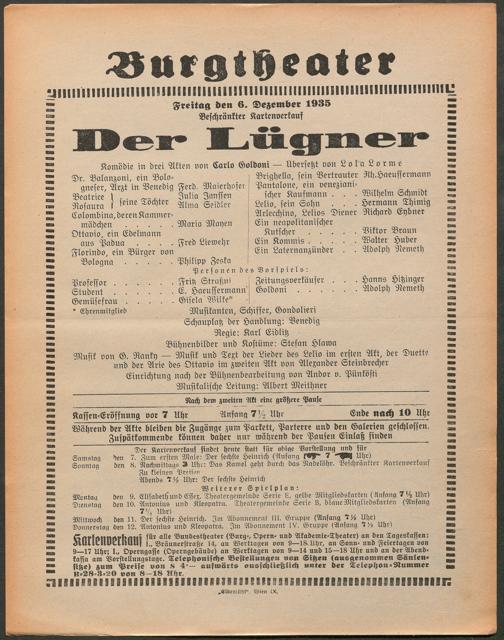 Burgtheater
Freitag den 6. Dezember 1935
Beschränkter Kartenverkauf
Der Lügner
Komödie in drei Akten von Carlo Goldoni — Übersetzt von Lola Lorme
Dr. Balanzoni, ein Bolo-
gneser, Arzt in Venedig Ferd. Maierhofer
Beatrice } seine Töchter Julia Janssen
Rosaura Alma Seidler
Colombina, deren Kammer-
mädchen . . . . . Maria Mayen
Ottavio, ein Edelmann
aus Padua . . . . Fred Liewehr
Florindo, ein Bürger von
Bologna . . . . . Philipp Zeska
Brighella, sein Vertrauter Th. Haeussermann
Pantalone, ein veneziani-
scher Kaufmann . . . Wilhelm Schmidt
Lelio, sein Sohn . . Hermann Thimig
Arlecchino, Lelios Diener Richard Eybner
Ein neapolitanischer
Kutscher . . . . . Viktor Braun
Ein Kommis . . . . Walter Huber
Ein Laternanzünder . . Adolph Nemeth
Personen des Vorspiels:
Professor . . . . . Fritz Straßni
Student . . . . . E. Haeussermann
Gemüsefrau . . . . Gisela Wilke*
Zeitungverkäufer . . Hanns Hitzinger
Goldoni . . . . . Adolph Nemeth
* Ehrenmitglied
Musikanten, Schiffer, Gondolieri
Schauplatz der Handlung: Venedig
Regie: Karl Eidlitz
Bühnenbilder und Kostüme: Stefan Hlawa
Musik von G. Ranky — Musik und Text der Lieder des Lelio im ersten Akt, der Duette
und der Arie des Ottavio im zweiten Akt von Alexander Steinbrecher
Einrichtung nach der Bühnenbearbeitung von Andor v. Pünkösti
Musikalische Leitung: Albert Meithner
Nach dem zweiten Akt eine größere Pause
Kassen-Eröffnung vor 7 Uhr Anfang 7½ Uhr Ende nach 10 Uhr
Während der Akte bleiben die Zugänge zum Parkett, Parterre und den Galerien geschlossen.
Zuspätkommende können daher nur während der Pausen Einlaß finden
Der Kartenverkauf findet heute statt für obige Vorstellung und für
Samstag den 7. Zum ersten Male: Der sechste Heinrich (Anfang 7 Uhr)
Sonntag den 8. Nachmittags 3 Uhr: Das Kamel geht durch das Nadelöhr. Beschränkter Kartenverkauf
Zu kleinen Preisen
Abends 7½ Uhr: Der sechste Heinrich
Weiterer Spielplan:
Montag den 9. Elisabeth und Essex. Theatergemeinde Serie E, gelbe Mitgliedskarten (Anfang 7½ Uhr)
Dienstag den 10. Antonius und Kleopatra. Theatergemeinde Serie B, blaue Mitgliedskarten (Anfang
7½ Uhr)
Mittwoch den 11. Der sechste Heinrich. Im Abonnement III. Gruppe (Anfang 7½ Uhr)
Donnerstag den 12. Antonius und Kleopatra. Im Abonnement IV. Gruppe (Anfang 7½ Uhr)
Kartenverkauf für alle Bundestheater (Burg-, Opern- und Akademie-Theater) an den Tageskassen:
I., Bräunerstraße 14, an Werktagen von 9—18 Uhr, an Sonn- und Feiertagen von
9—17 Uhr; I., Operngasse (Operngebäude) an Werktagen von 9—14 und 15—18 Uhr und an der Abend-
kasse am Vorstellungstage. Telephonische Bestellungen von Sitzen (ausgenommen Säulen-
sitze) zum Preise von S 4·— aufwärts ausschließlich unter der Telephon-Nummer
R-28-3-20 von 8—18 Uhr.
„Elbemühl“, Wien IX.